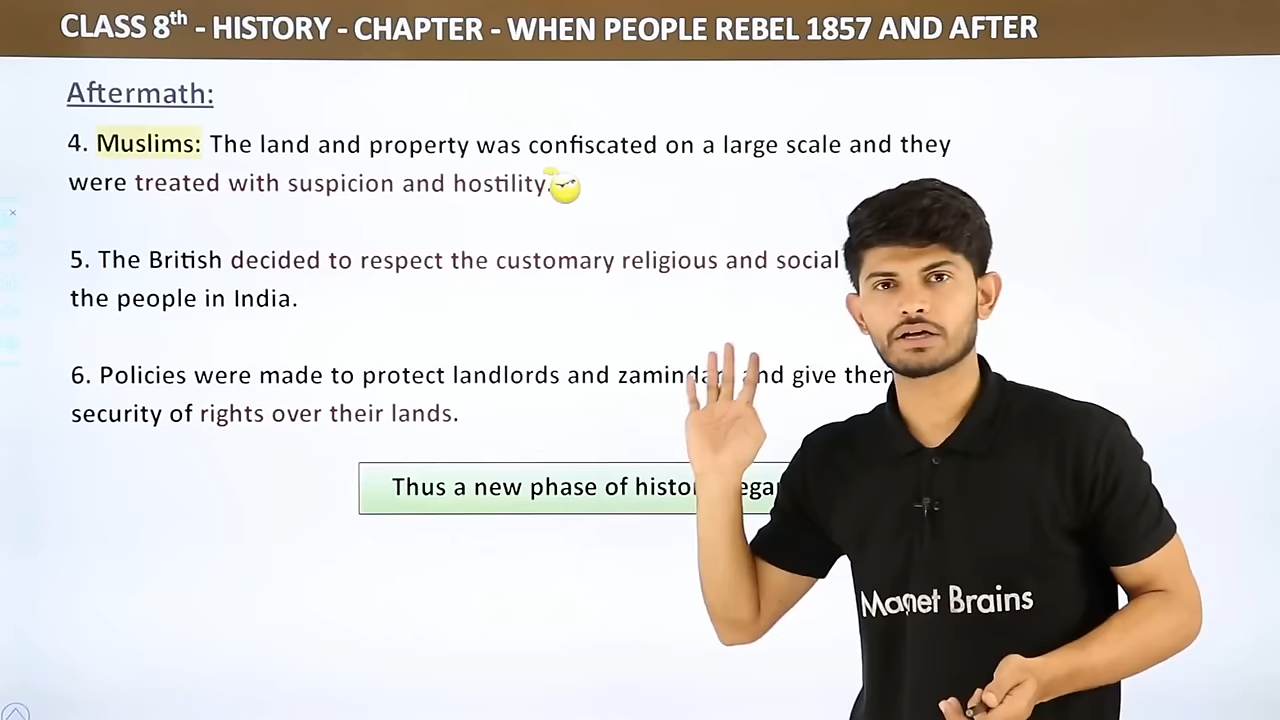 CLASS 8th - HISTORY - CHAPTER - WHEN PEOPLE REBEL 1857 AND AFTER
Aftermath:
4. Muslims: The land and property was confiscated on a large scale and they
were treated with suspicion and hostility.
5. The British decided to respect the customary religious and social
the people in India.
6. Policies were made to protect landlords and zamindars and give them
security of rights over their lands.
Thus a new phase of history began
Magnet Brains